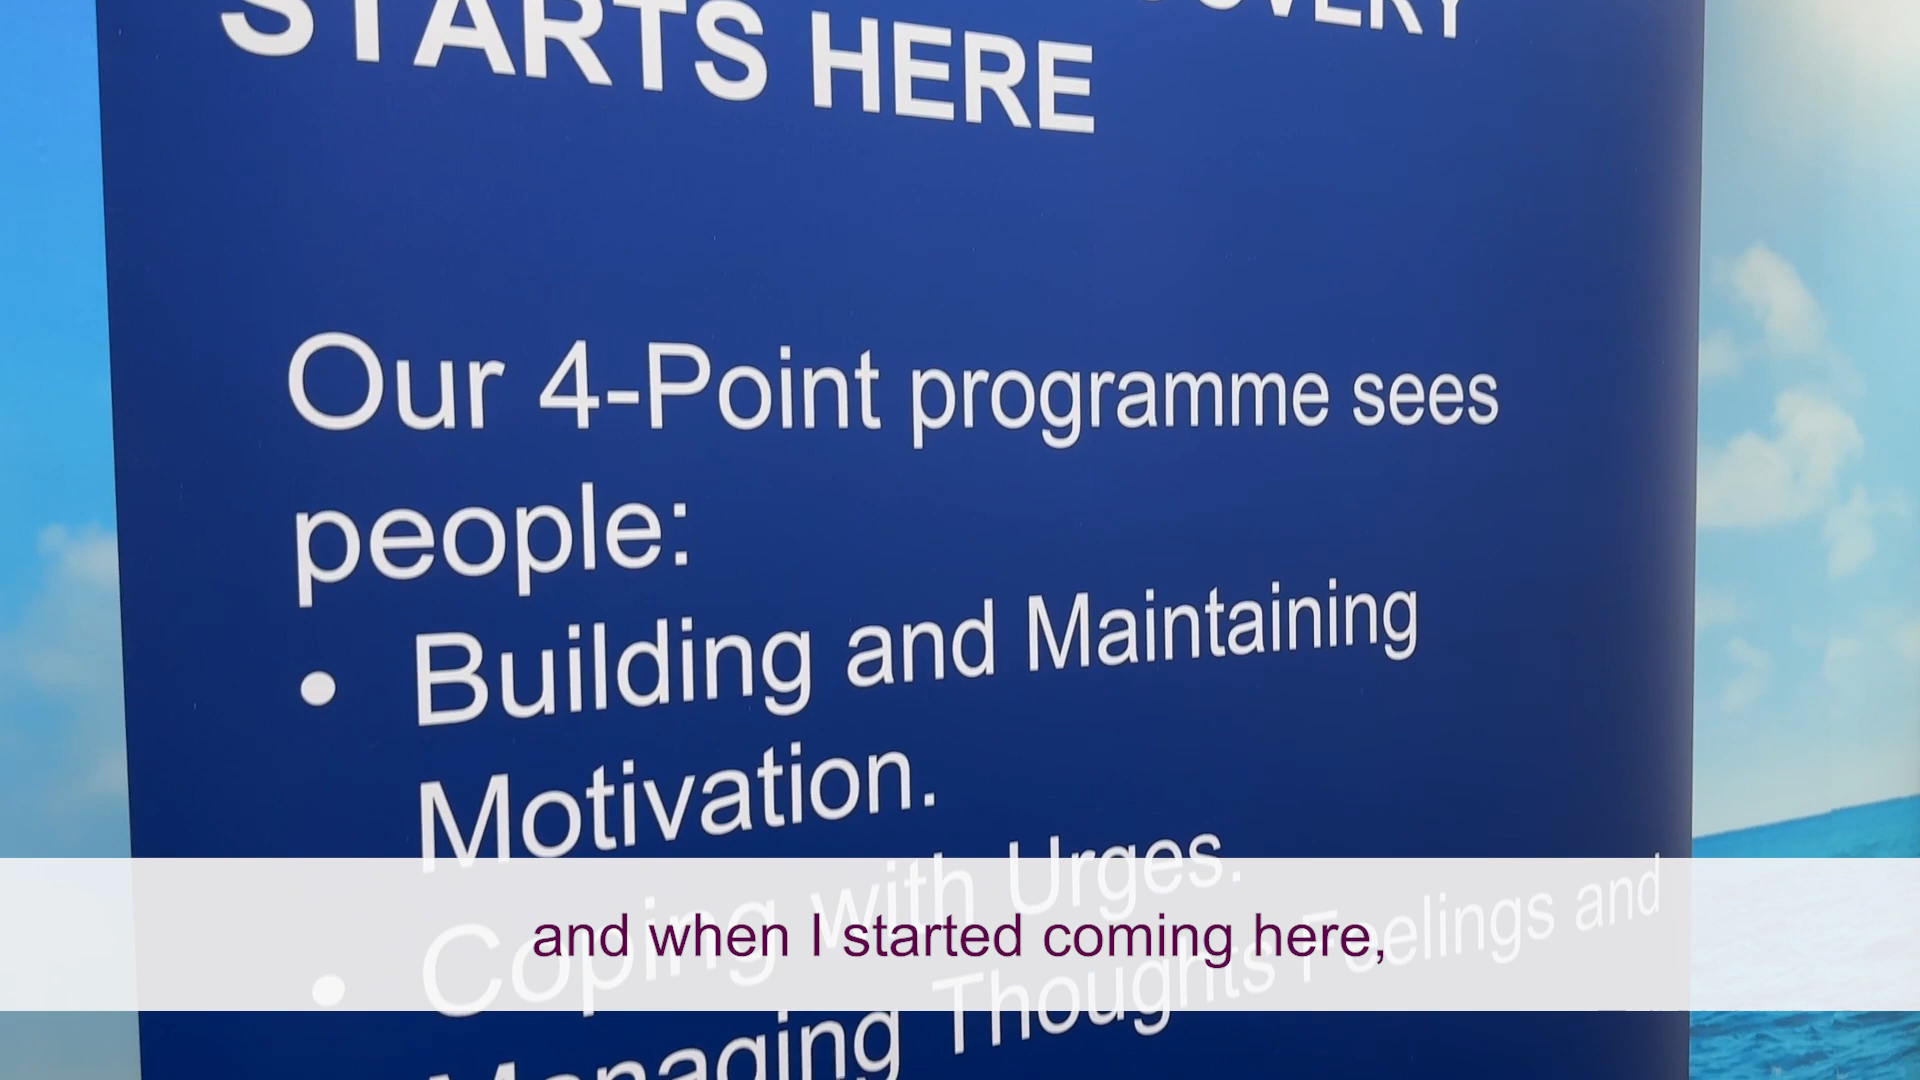 STARTS HERE
Our 4-Point programme sees
people:
• Building and Maintaining
Motivation.
• Coping with Urges.
Managing Thoughts Feelings and
and when I started coming here,